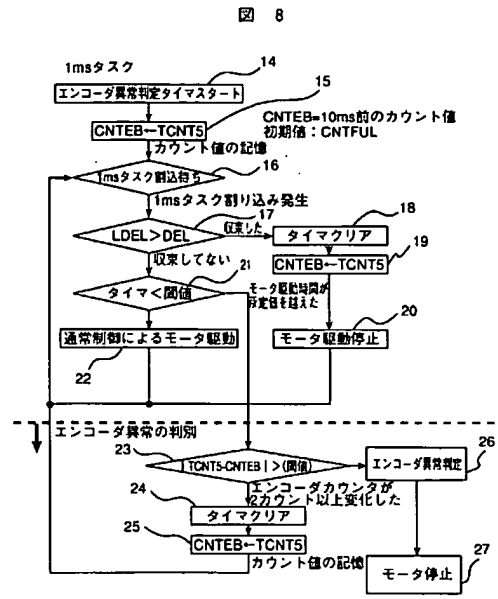 図 8
1msタスク
14
エンコーダ異常判定タイマスタート
15
CNTEB←TCNT5
CNTEB=10ms前のカウント値
初期値：CNTFUL
カウント値の記憶
16
1msタスク割込待ち
1msタスク割り込み発生
17
18
LDEL>DEL
収束した
タイマクリア
19
収束してない
21
CNTEB←TCNT5
タイマ<閾値
モータ駆動時間が
所定値を越えた
20
通常制御によるモータ駆動
モータ駆動停止
22
エンコーダ異常の判別
23
|TCNT5-CNTEB|>(閾値)
エンコーダ異常判定
26
エンコーダカウンタが
2カウント以上変化した
24
タイマクリア
25
CNTEB←TCNT5
カウント値の記憶
27
モータ停止